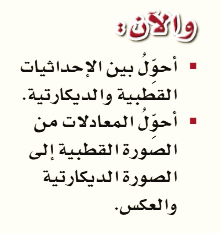 والآن:
▪ أحوِّلُ بين الإحداثيات
القطبية والديكارتية.
▪ أحوِّلُ المعادلات من
الصورة القطبية إلى
الصورة الديكارتية
والعكس.